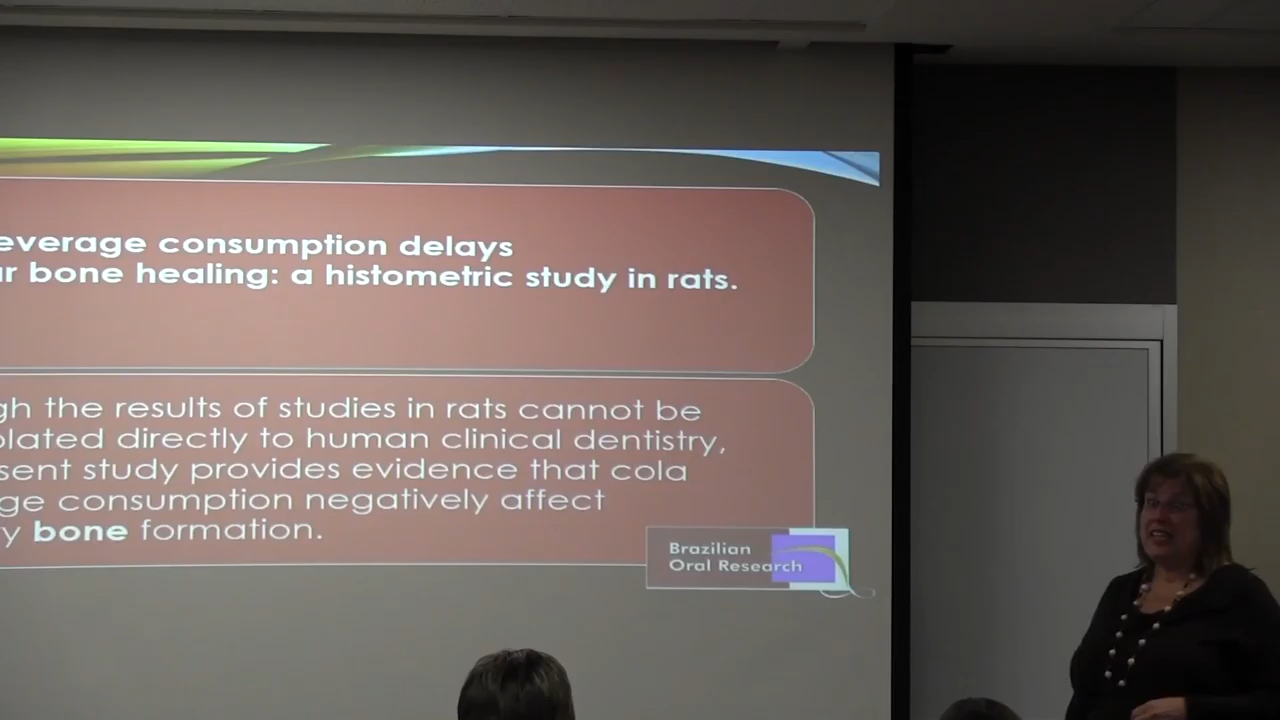 everage consumption delays
r bone healing: a histometric study in rats.
gh the results of studies in rats cannot be
olated directly to human clinical dentistry,
sent study provides evidence that cola
ge consumption negatively affect
y bone formation.
Brazilian
Oral Research